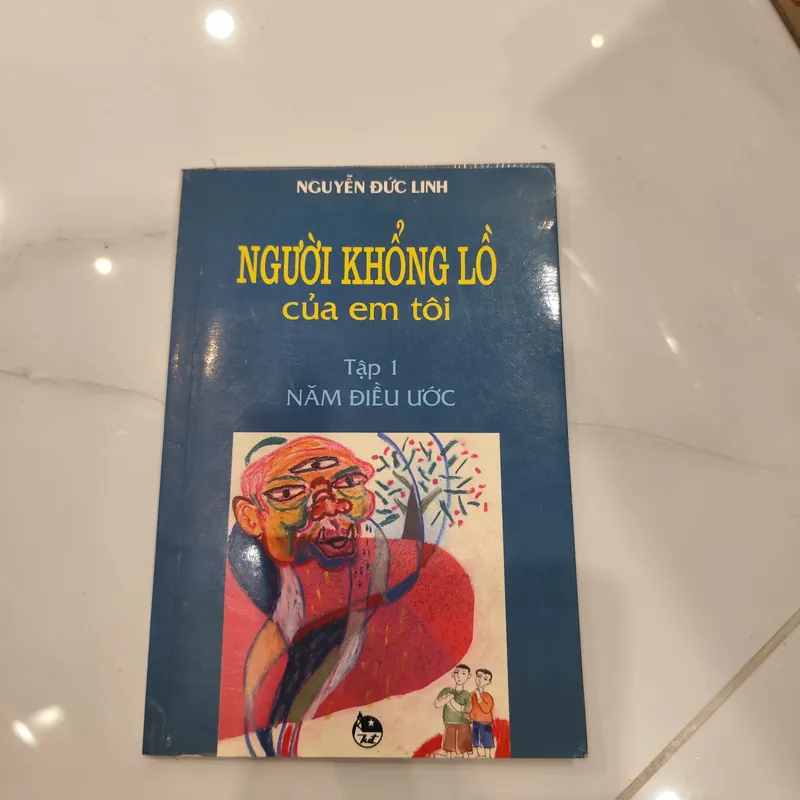 NGUYỄN ĐỨC LINH
NGƯỜI KHỔNG LỒ
của em tôi
Tập 1
NĂM ĐIỀU ƯỚC